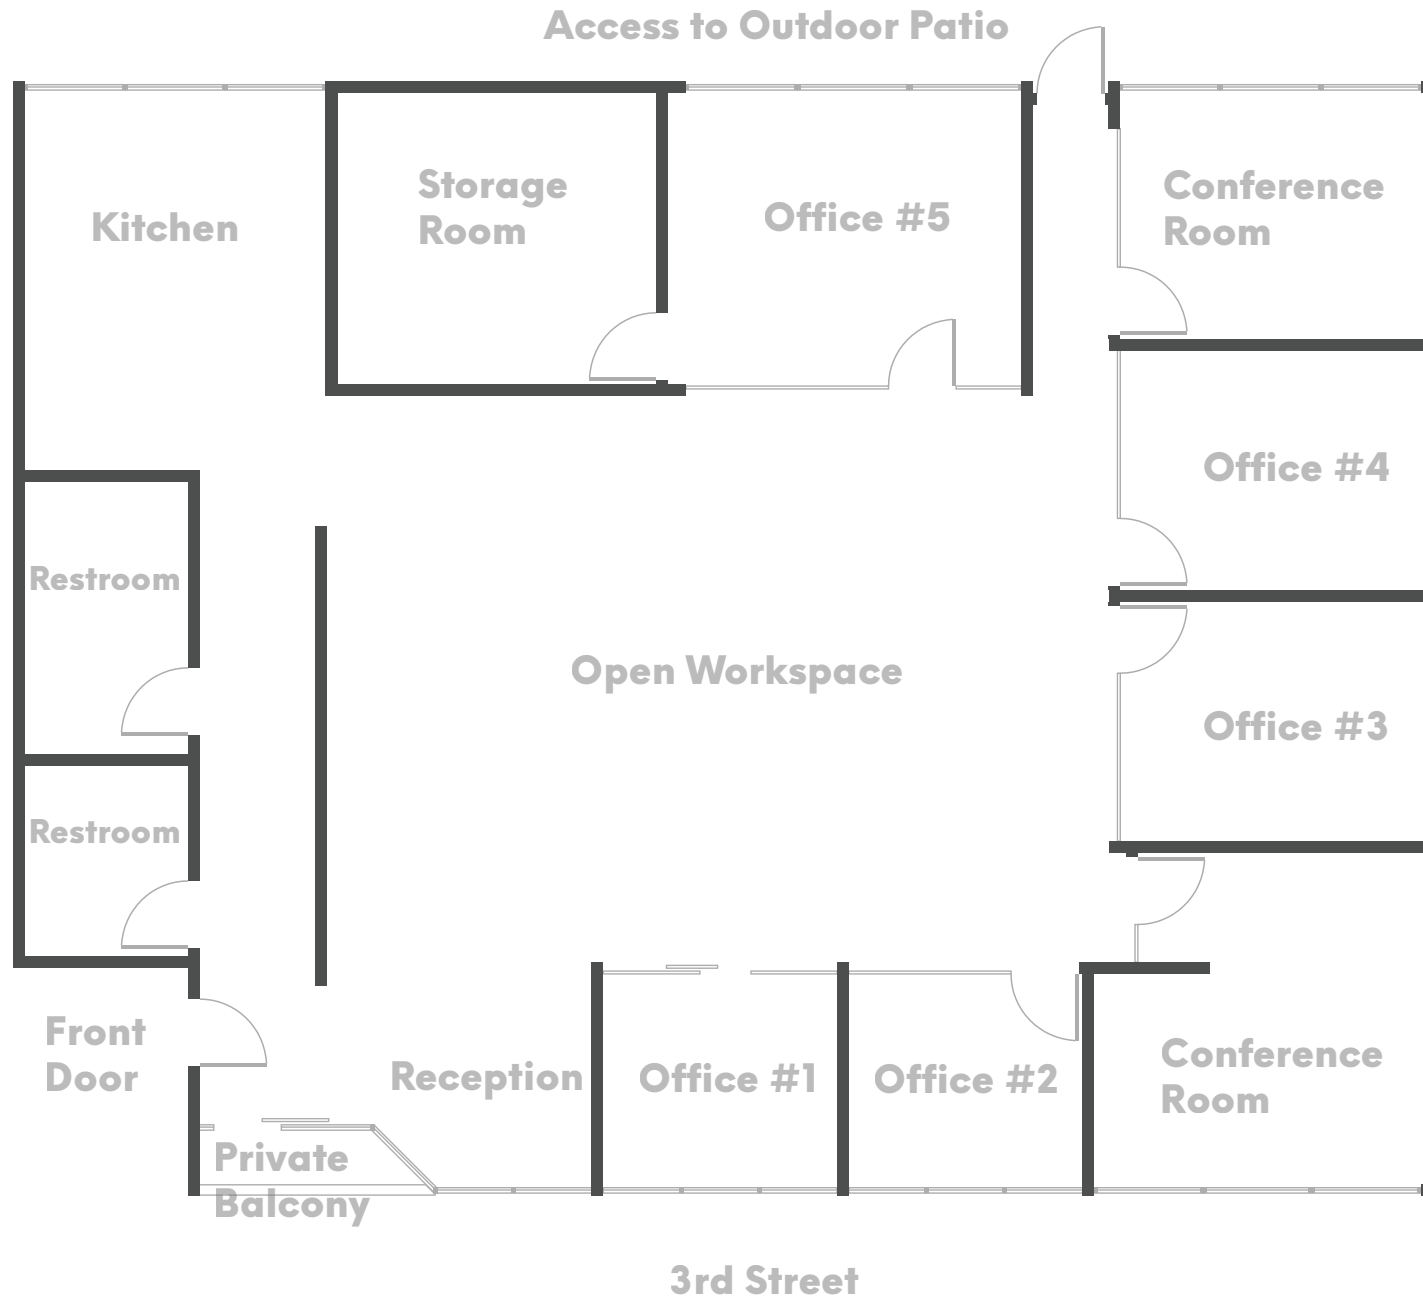 Access to Outdoor Patio
Kitchen
Storage
Room
Office #5
Conference
Room
Office #4
Restroom
Open Workspace
Office #3
Restroom
Front
Door
Reception
Office #1
Office #2
Conference
Room
Private
Balcony
3rd Street